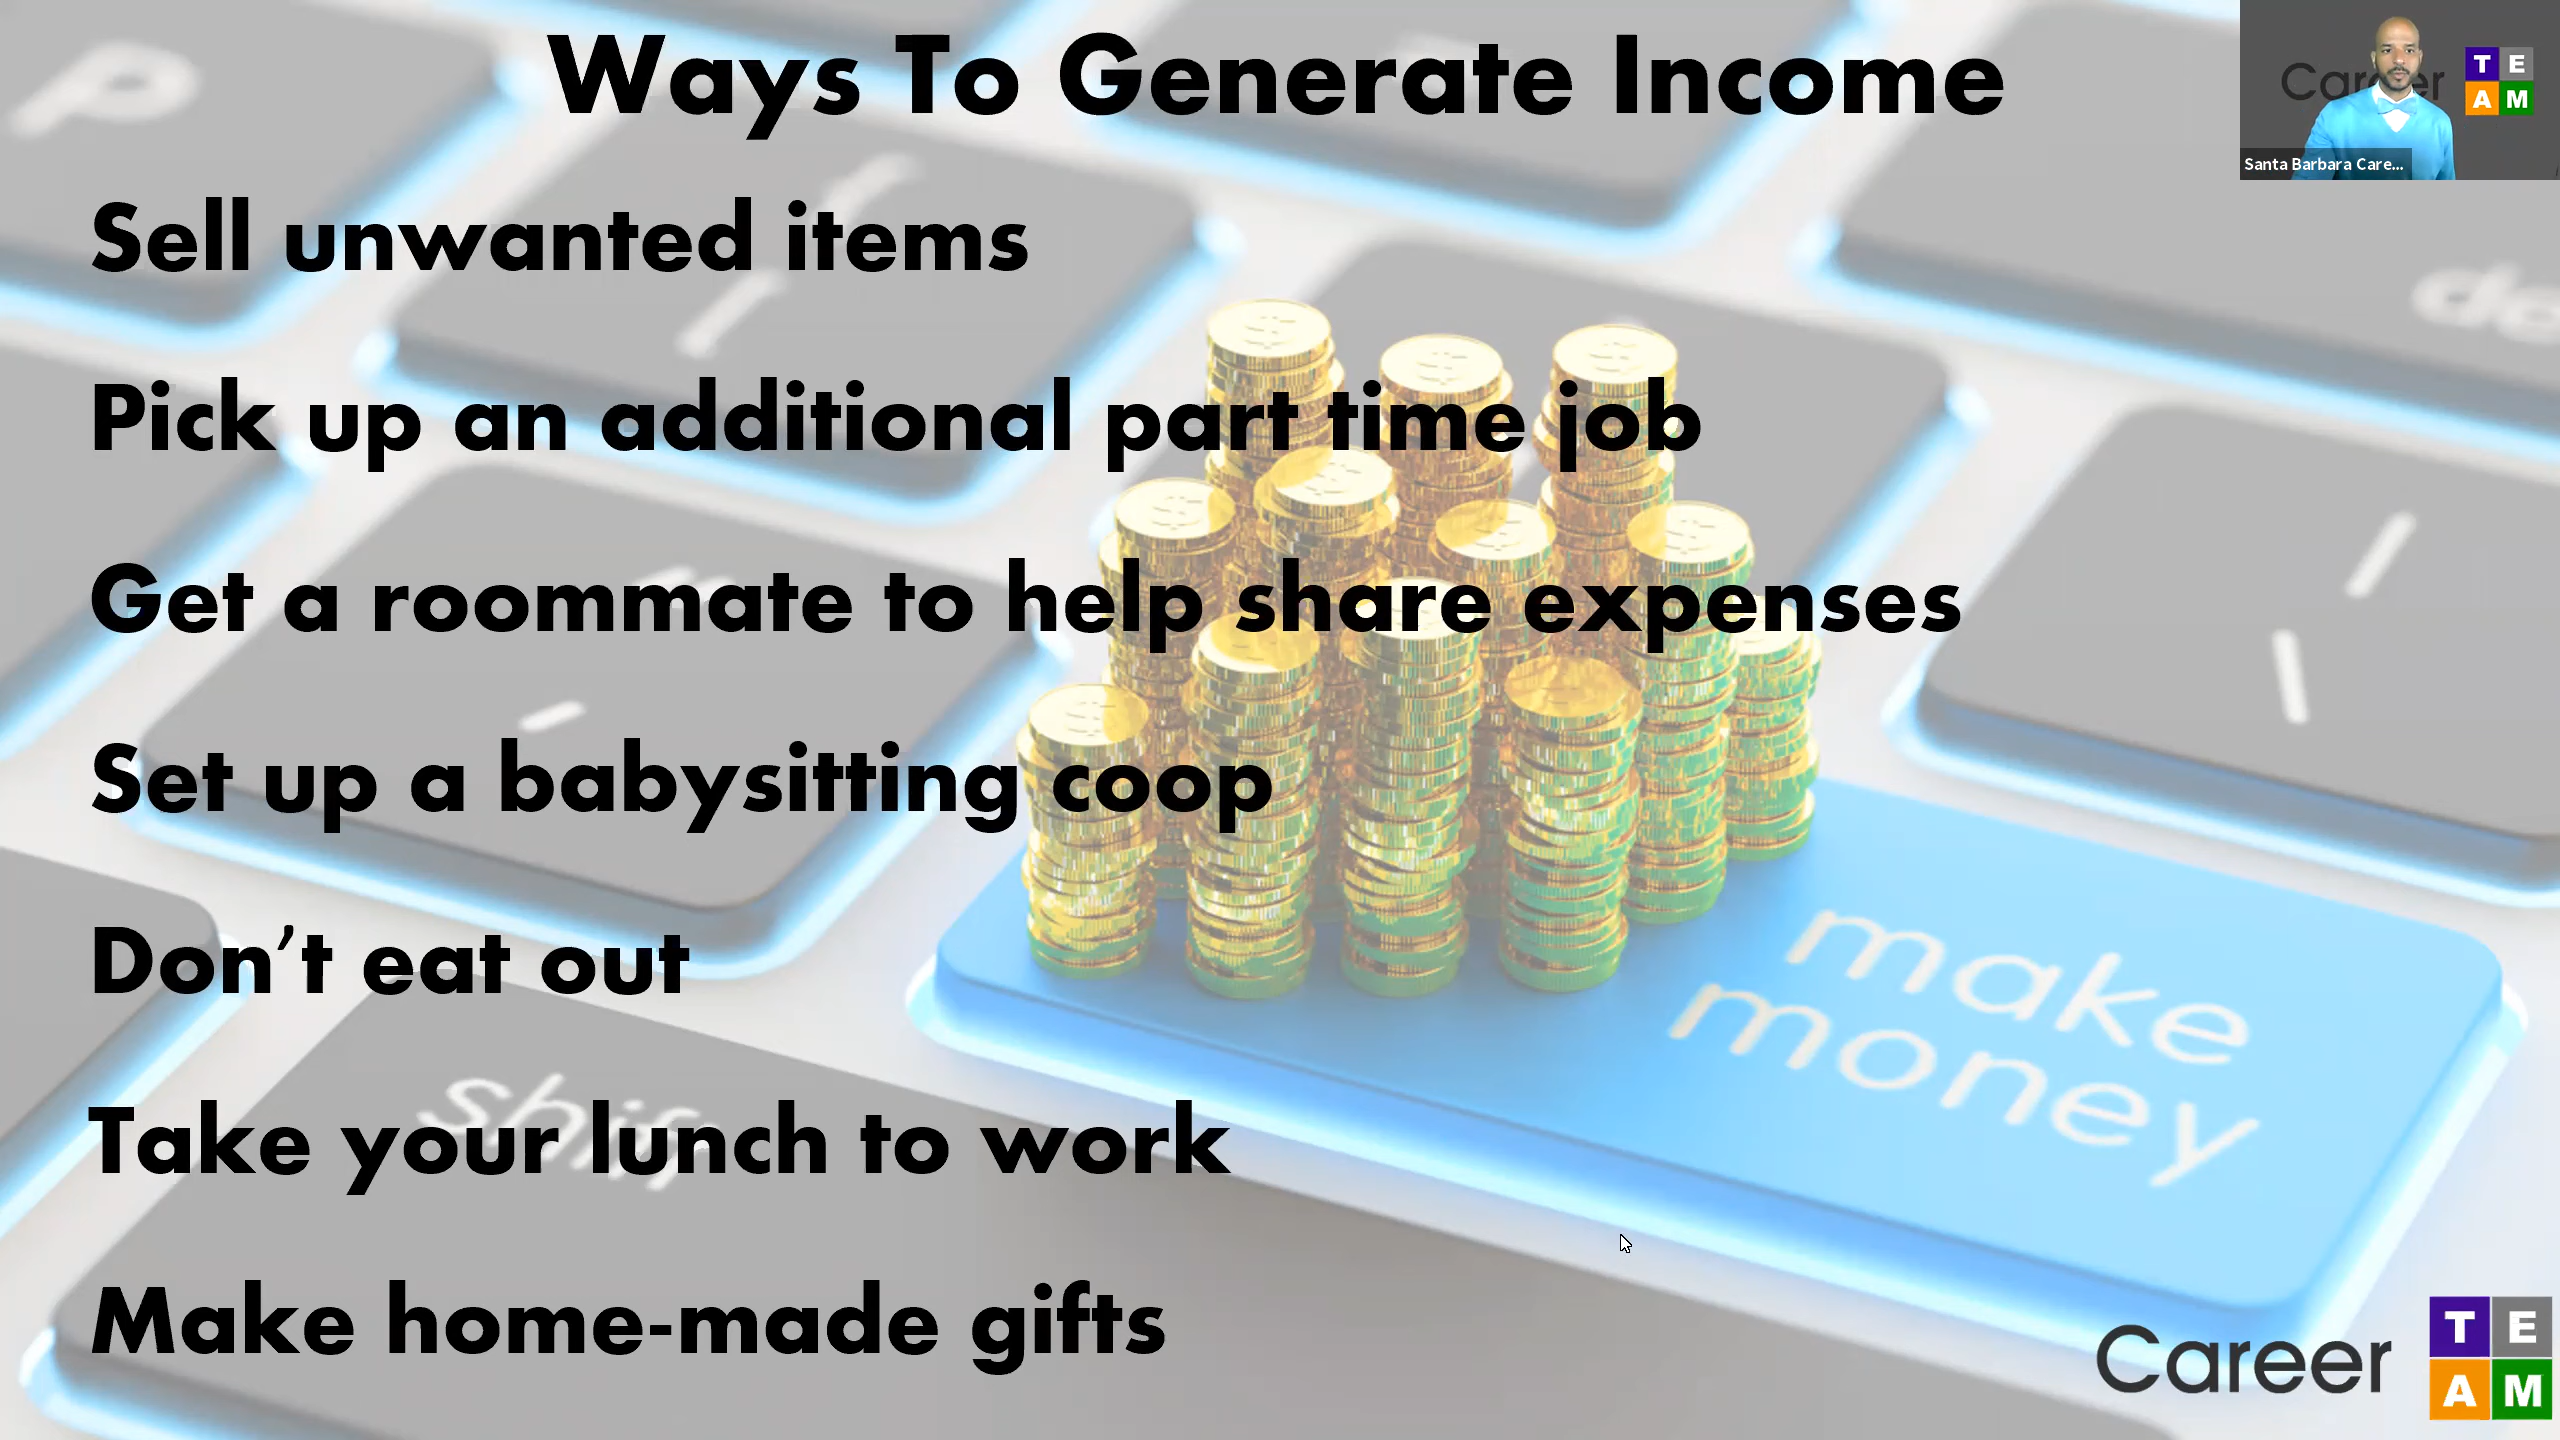 Ways To Generate Income
Career
T E
A M
Santa Barbara Care...
Sell unwanted items
Pick up an additional part time job
Get a roommate to help share expenses
Set up a babysitting coop
Don’t eat out
Take your lunch to work
Make home-made gifts
make
money
shift
Career
T E
A M